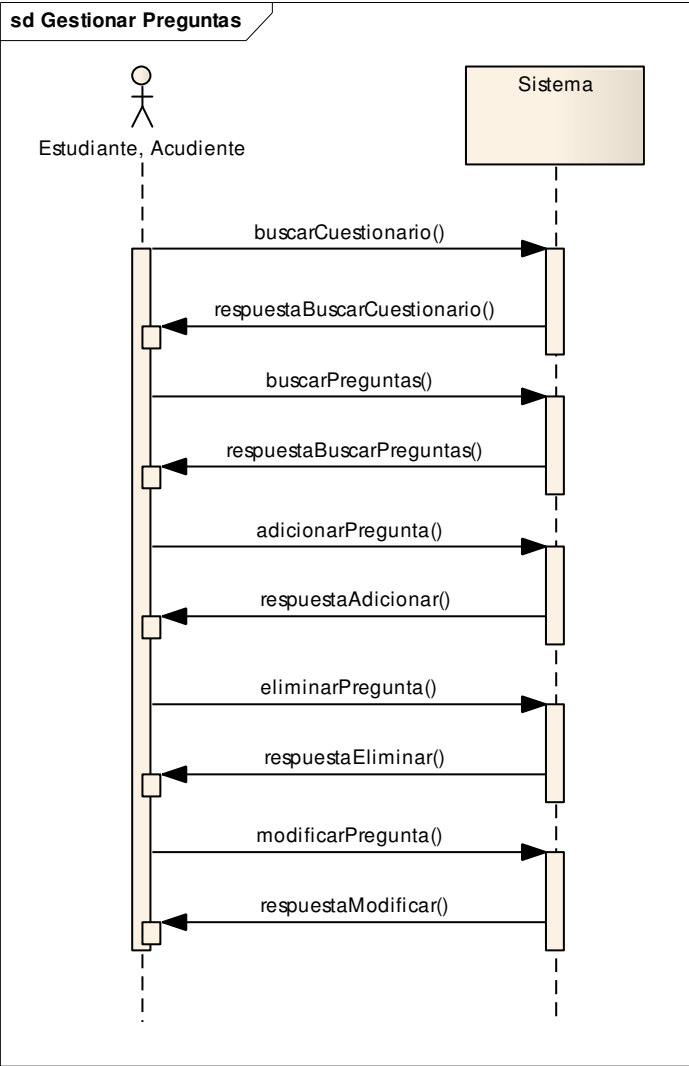 sd Gestionar Preguntas
Estudiante, Acudiente
Sistema
buscarCuestionario()
respuestaBuscarCuestionario()
buscarPreguntas()
respuestaBuscarPreguntas()
adicionarPregunta()
respuestaAdicionar()
eliminarPregunta()
respuestaEliminar()
modificarPregunta()
respuestaModificar()